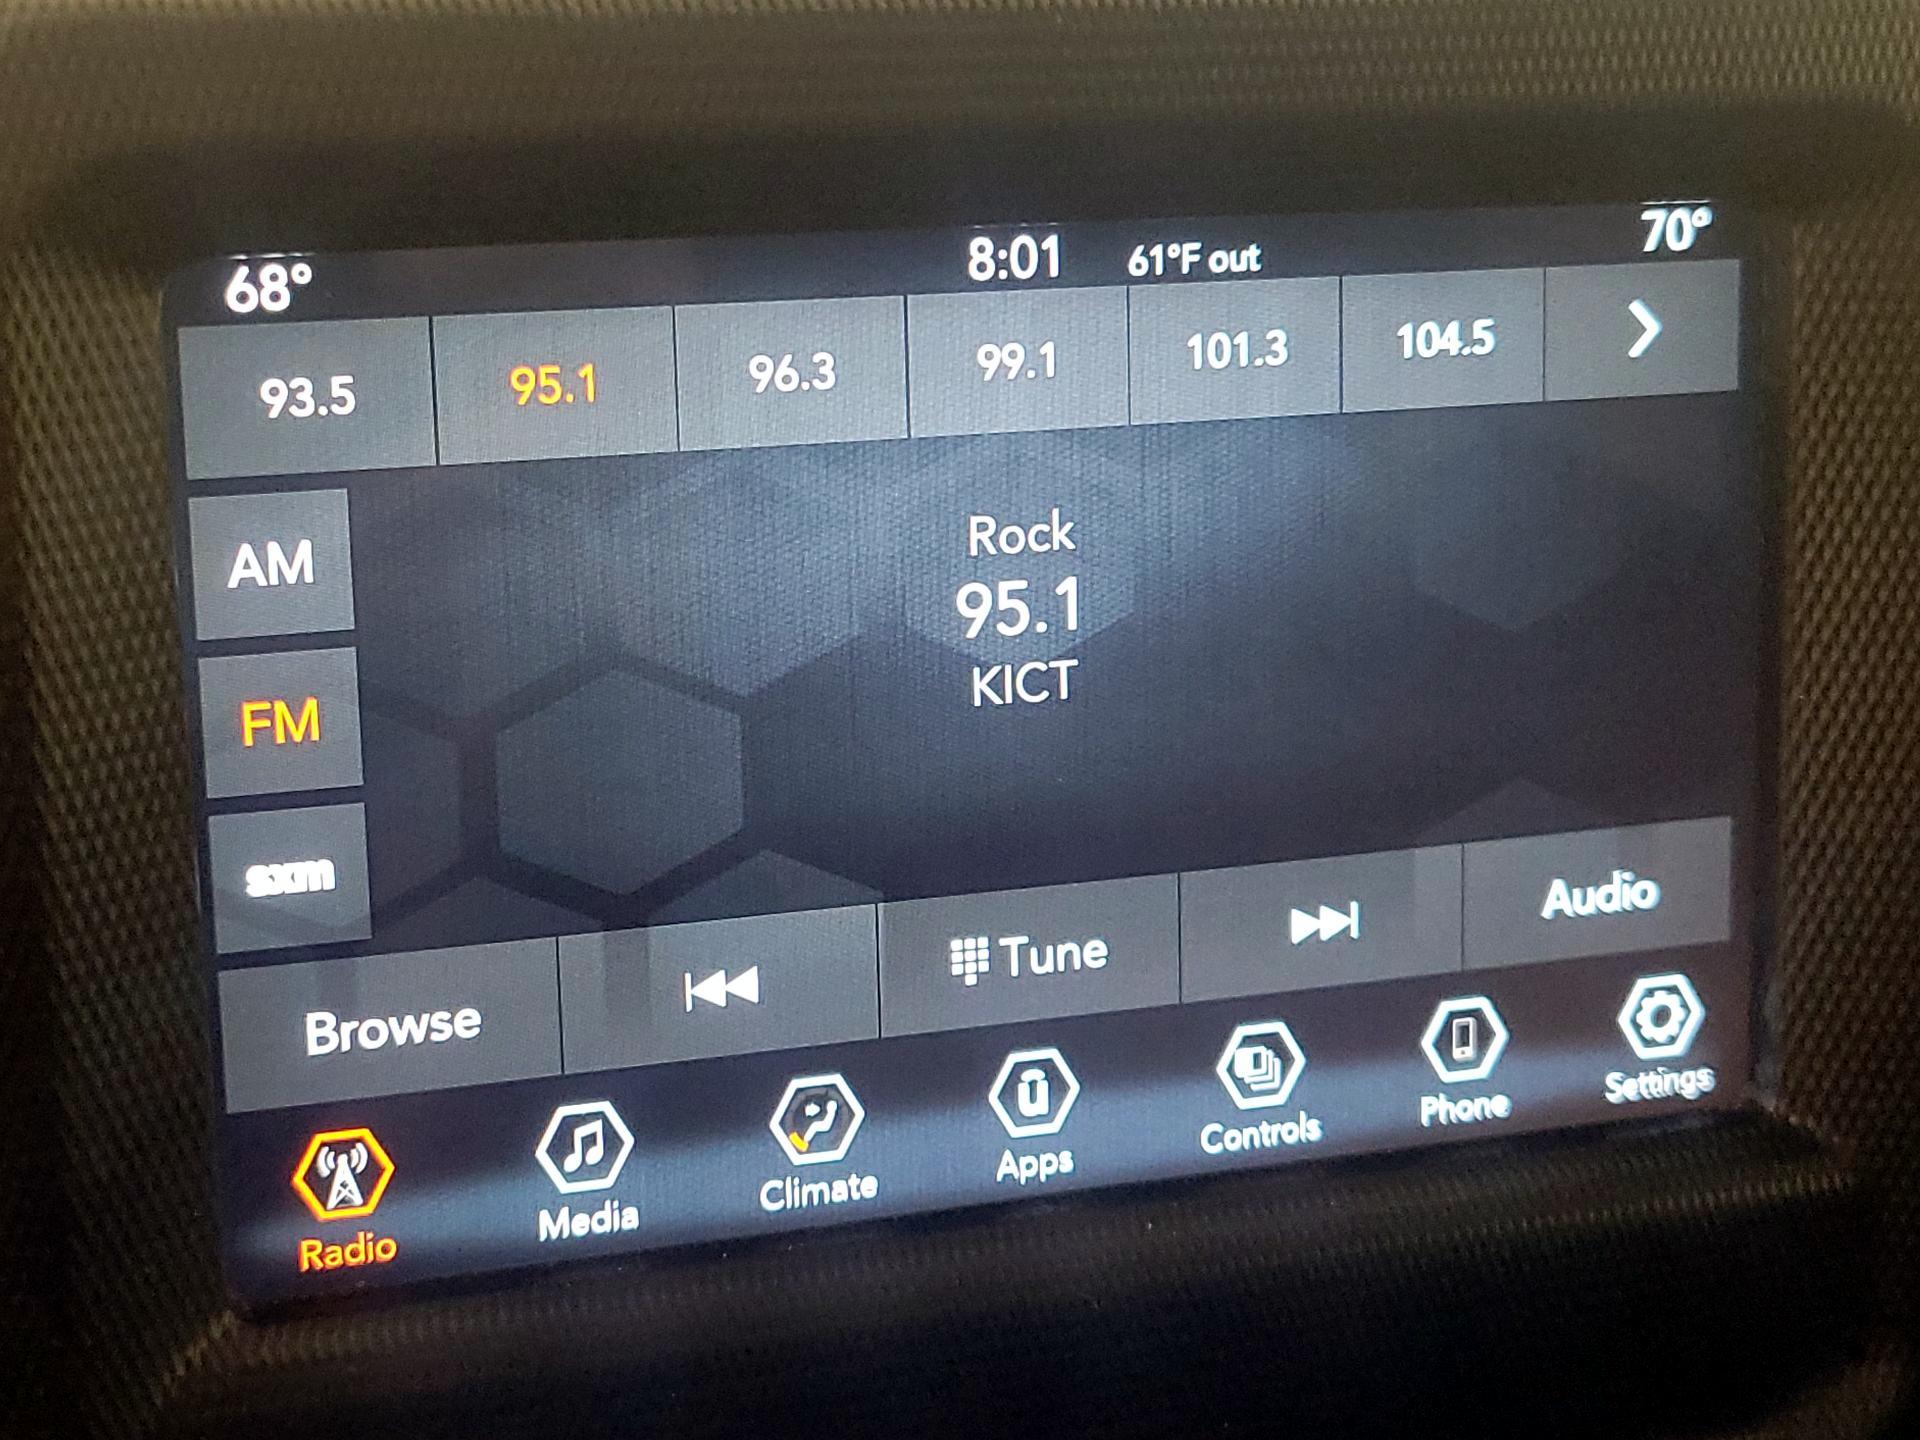 68° 8:01 61°F out 70°
93.5 95.1 96.3 99.1 101.3 104.5
AM
Rock
95.1
KICT
FM
sxm
Browse Tune Audio
Radio Media Climate Apps Controls Phone Settings